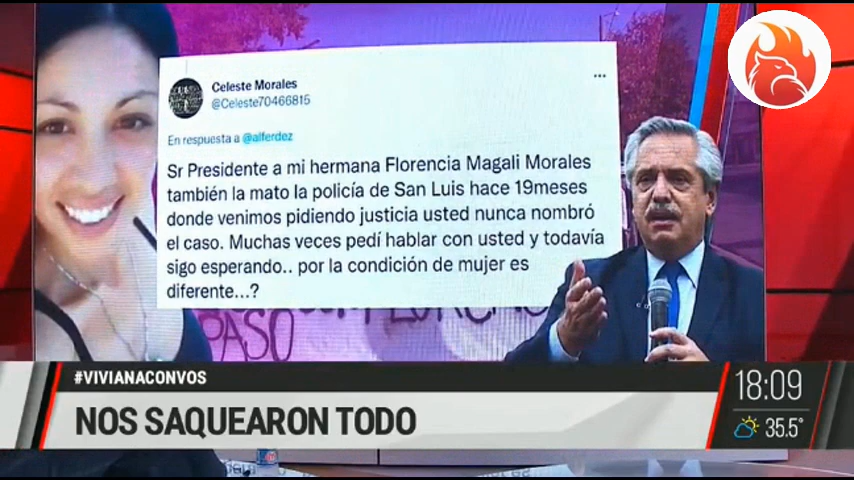 Celeste Morales
@Celeste70466815
En respuesta a @alferdez
Sr Presidente a mi hermana Florencia Magali Morales
también la mato la policía de San Luis hace 19meses
donde venimos pidiendo justicia usted nunca nombró
el caso. Muchas veces pedí hablar con usted y todavía
sigo esperando.. por la condición de mujer es
diferente...?
PASO
#VIVIANACONVOS
NOS SAQUEARON TODO
18:09
35.5°